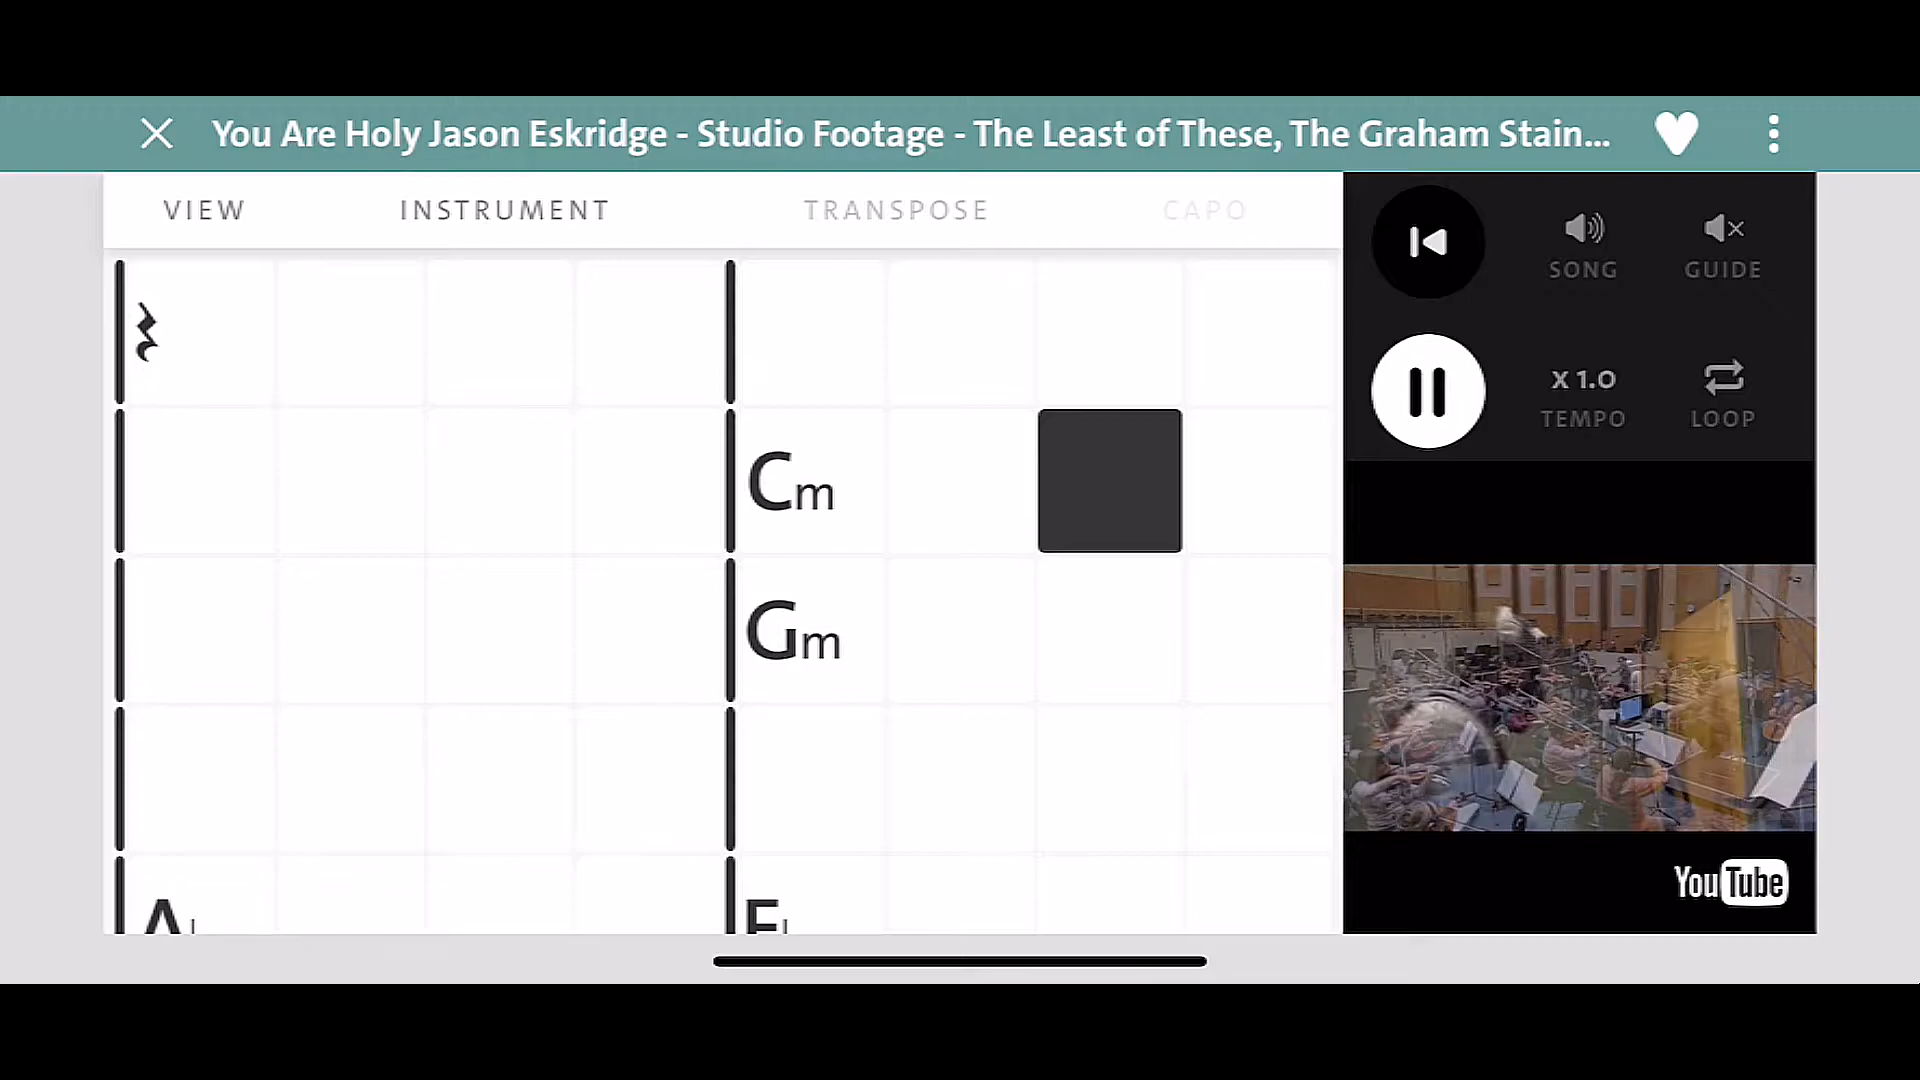 You Are Holy Jason Eskridge - Studio Footage - The Least of These, The Graham Stain...
VIEW INSTRUMENT TRANSPOSE CAPO
SONG GUIDE
Cm
X 1.0
TEMPO LOOP
Gm
A♭ E♭
YouTube